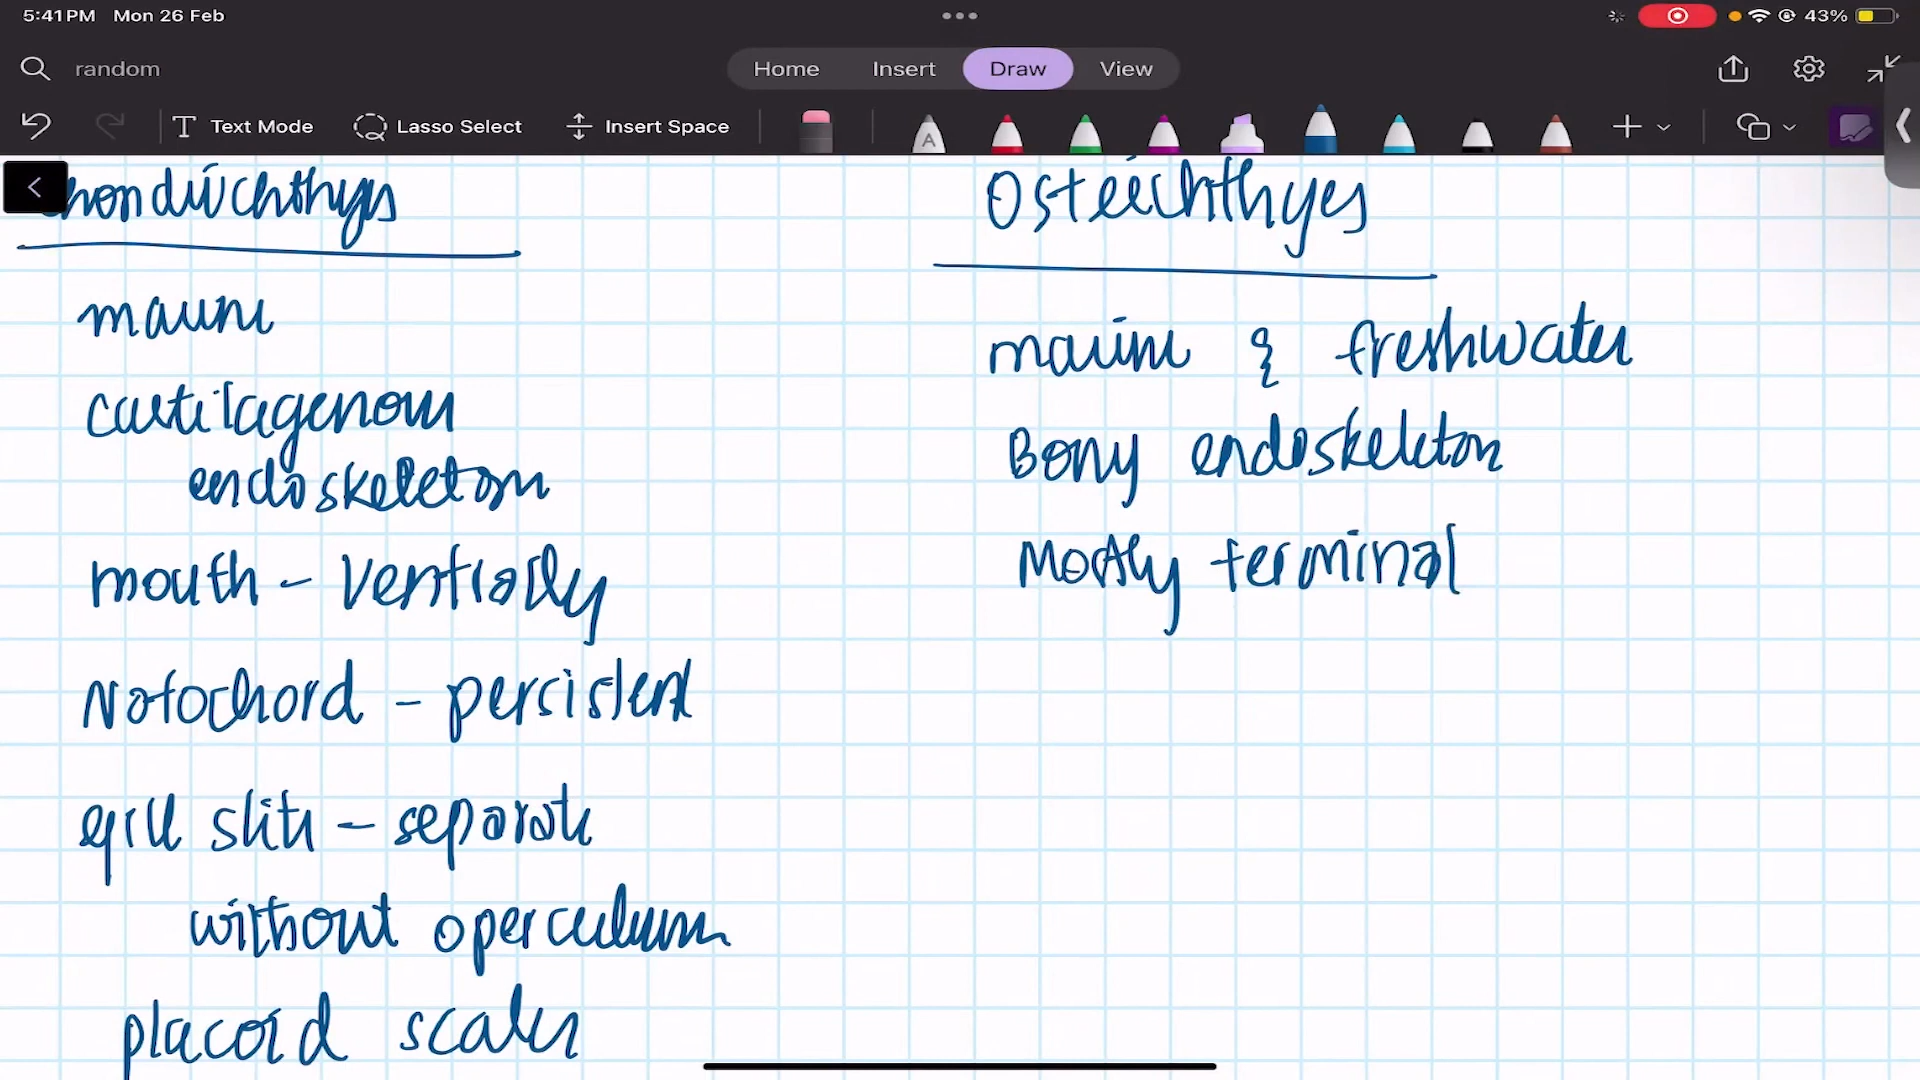 5:41 PM Mon 26 Feb
43%
random
Home Insert Draw View
Text Mode Lasso Select Insert Space
A
hondrichthyes
Osteichthyes
marine
marine & freshwater
cartilagenous
Bony endoskeleton
endoskeleton
mouth - ventrally
Mostly terminal
Notochord - persistent
gill slits - separate
without operculum
placoid scales